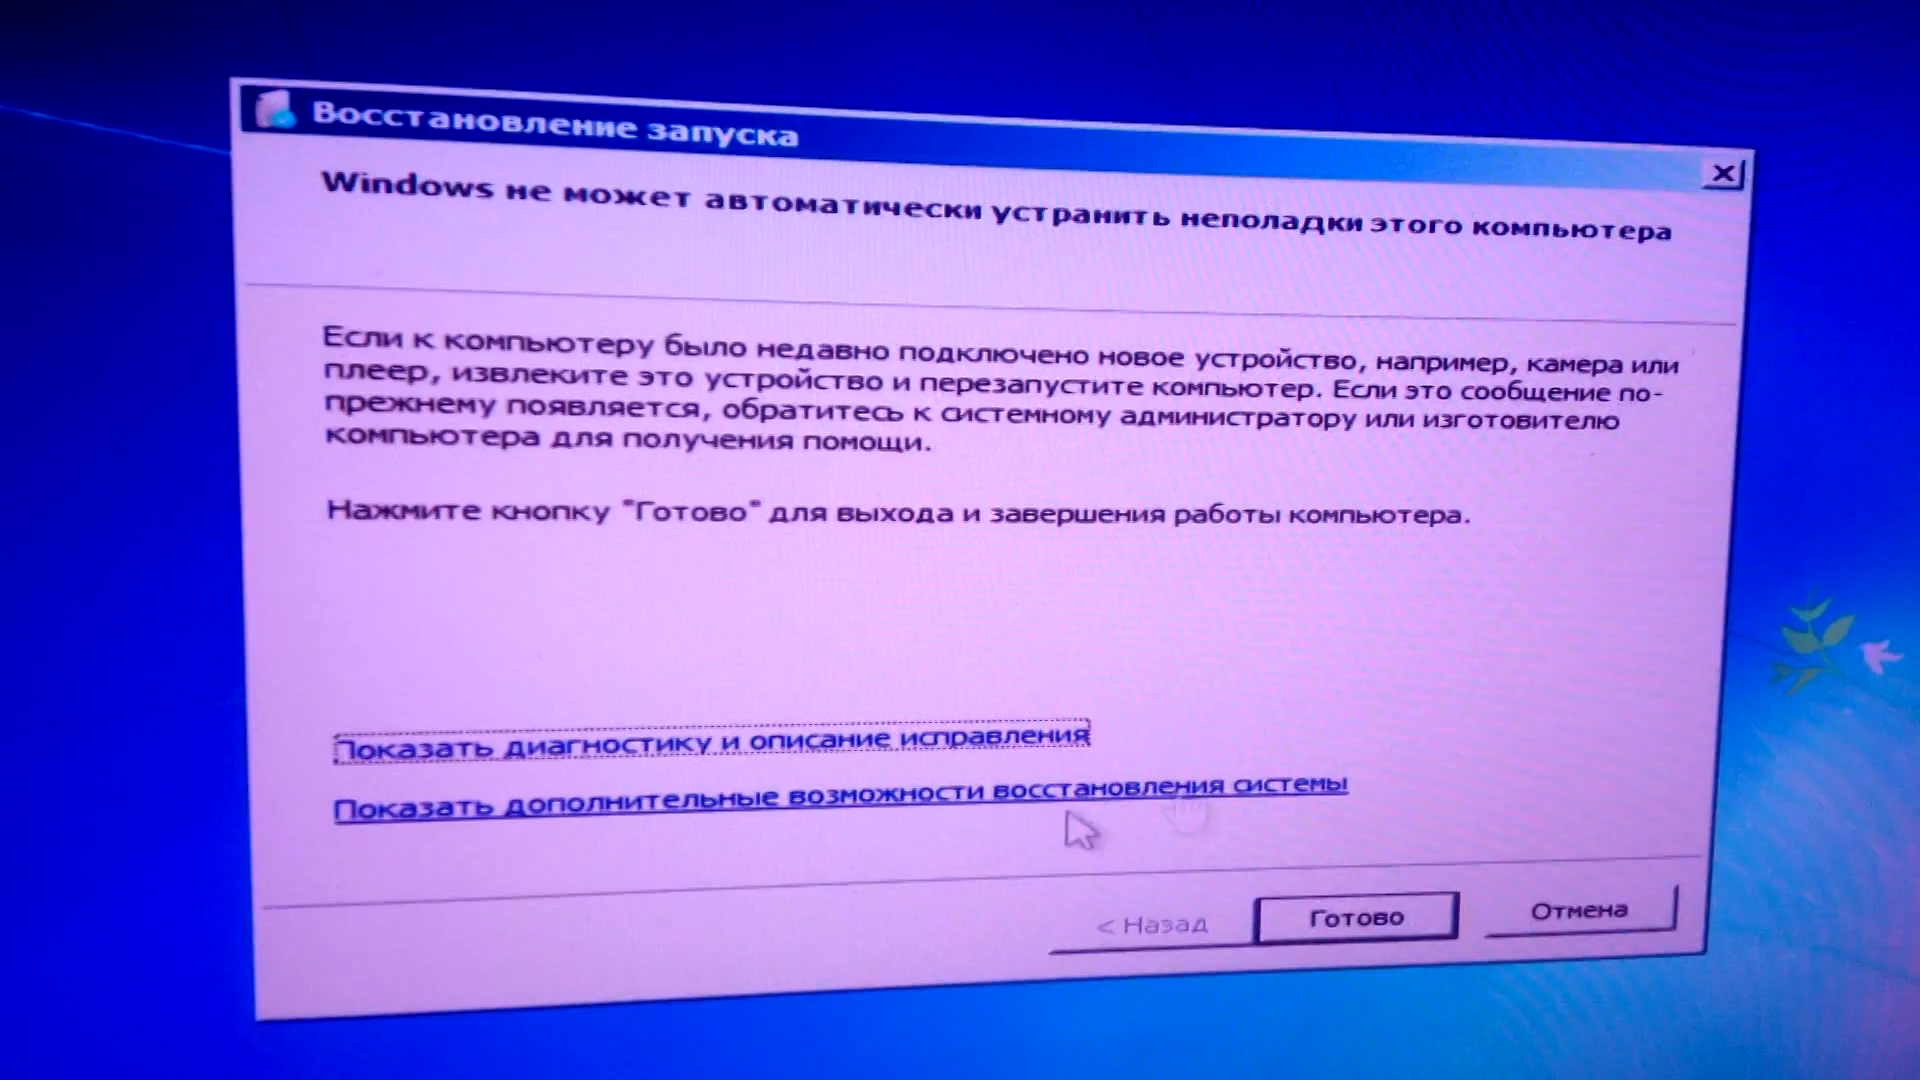 Восстановление запуска
Windows не может автоматически устранить неполадки этого компьютера
Если к компьютеру было недавно подключено новое устройство, например, камера или
плеер, извлеките это устройство и перезапустите компьютер. Если это сообщение по-
прежнему появляется, обратитесь к системному администратору или изготовителю
компьютера для получения помощи.
Нажмите кнопку "Готово" для выхода и завершения работы компьютера.
Показать диагностику и описание исправления
Показать дополнительные возможности восстановления системы
< Назад
Готово
Отмена